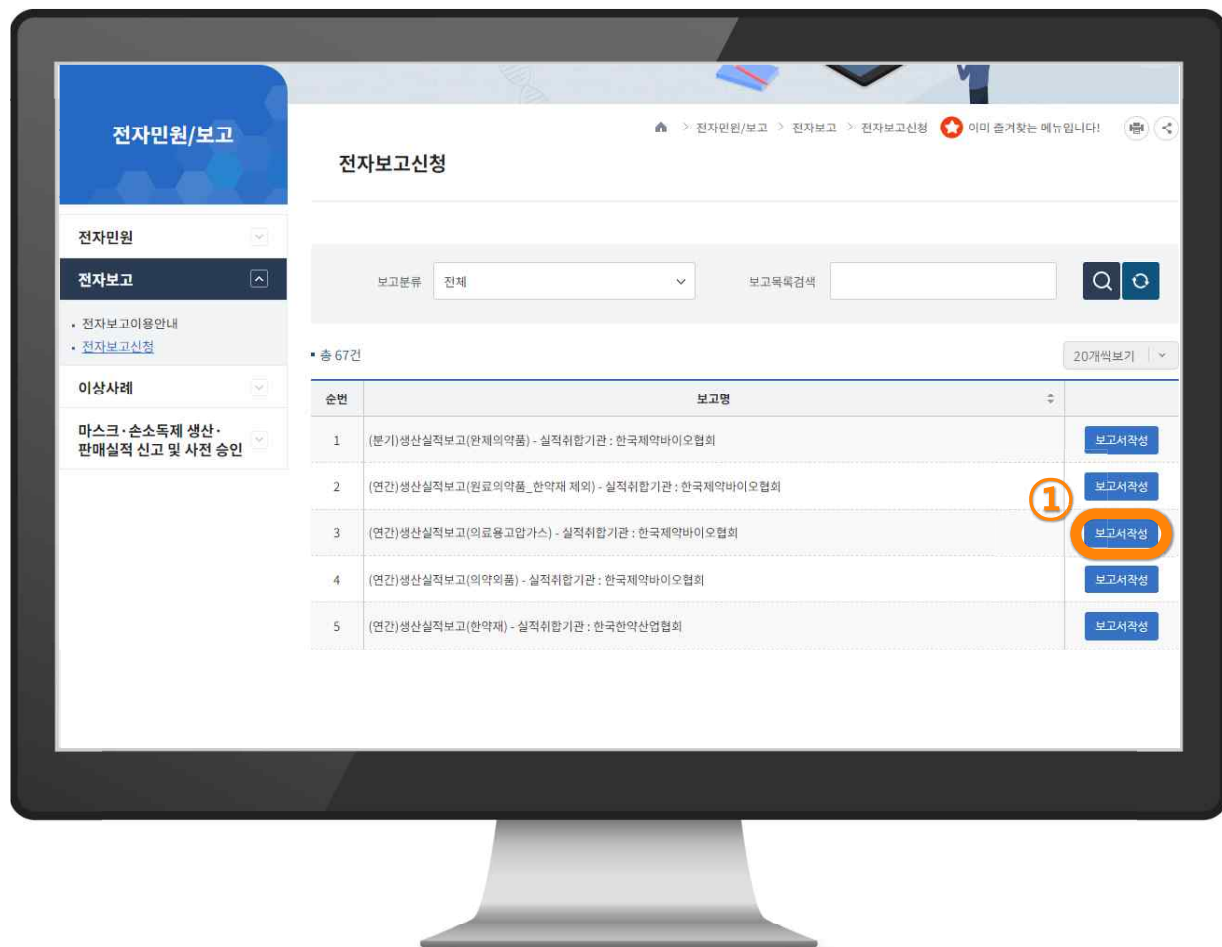 전자민원/보고
> 전자민원/보고 > 전자보고 > 전자보고신청 이미 즐겨찾는 메뉴입니다!
전자보고신청
전자민원
전자보고
• 전자보고이용안내
• 전자보고신청
이상사례
마스크·손소독제 생산·
판매실적 신고 및 사전 승인
보고분류 전체 보고목록검색
▪ 총 67건 20개씩보기
순번 보고명
1 (분기)생산실적보고(완제의약품) - 실적취합기관 : 한국제약바이오협회 보고서작성
2 (연간)생산실적보고(원료의약품_한약재 제외) - 실적취합기관 : 한국제약바이오협회 보고서작성
①
3 (연간)생산실적보고(의료용고압가스) - 실적취합기관 : 한국제약바이오협회 보고서작성
4 (연간)생산실적보고(의약외품) - 실적취합기관 : 한국제약바이오협회 보고서작성
5 (연간)생산실적보고(한약재) - 실적취합기관 : 한국한약산업협회 보고서작성